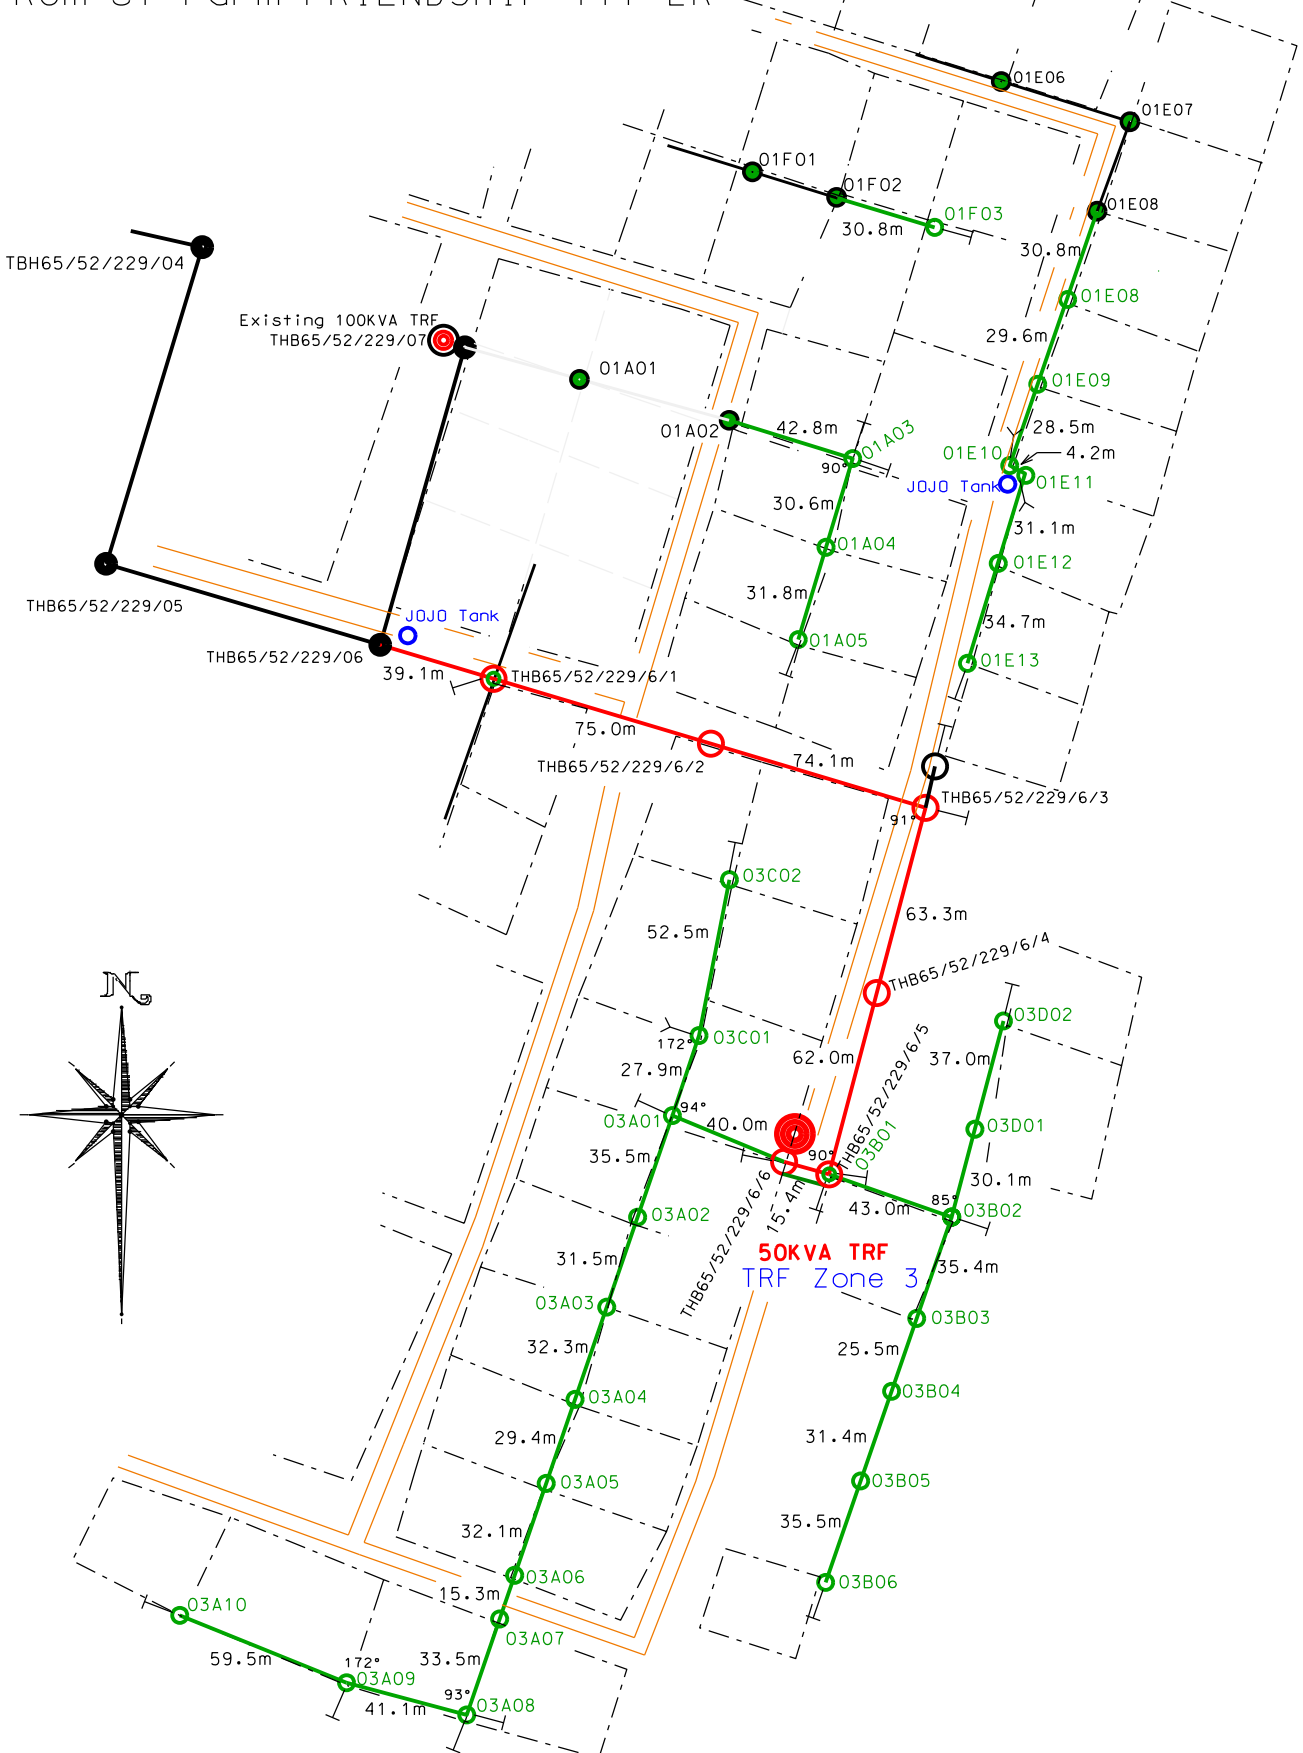 01E06
01E07
01F01
01F02
01F03
01E08
30.8m
30.8m
TBH65/52/229/04
01E08
Existing 100KVA TRF
THB65/52/229/07
29.6m
01A01
01E09
01A02
42.8m
01A03
28.5m
90°
01E10
4.2m
JOJO Tank
01E11
30.6m
31.1m
01A04
01E12
31.8m
THB65/52/229/05
JOJO Tank
34.7m
01A05
THB65/52/229/06
01E13
39.1m
THB65/52/229/6/1
75.0m
74.1m
THB65/52/229/6/2
THB65/52/229/6/3
91°
03C02
63.3m
52.5m
THB65/52/229/6/4
N
03D02
03C01
172°
THB65/52/229/6/5
62.0m
37.0m
27.9m
94°
03A01
40.0m
03D01
03B01
90°
35.5m
30.1m
THB65/52/229/6/6
15.4m
85°
43.0m
03B02
03A02
50KVA TRF
31.5m
35.4m
TRF Zone 3
03A03
03B03
32.3m
25.5m
03A04
03B04
29.4m
31.4m
03A05
03B05
32.1m
35.5m
03A06
03B06
15.3m
03A10
03A07
59.5m
172°
33.5m
03A09
93°
41.1m
03A08